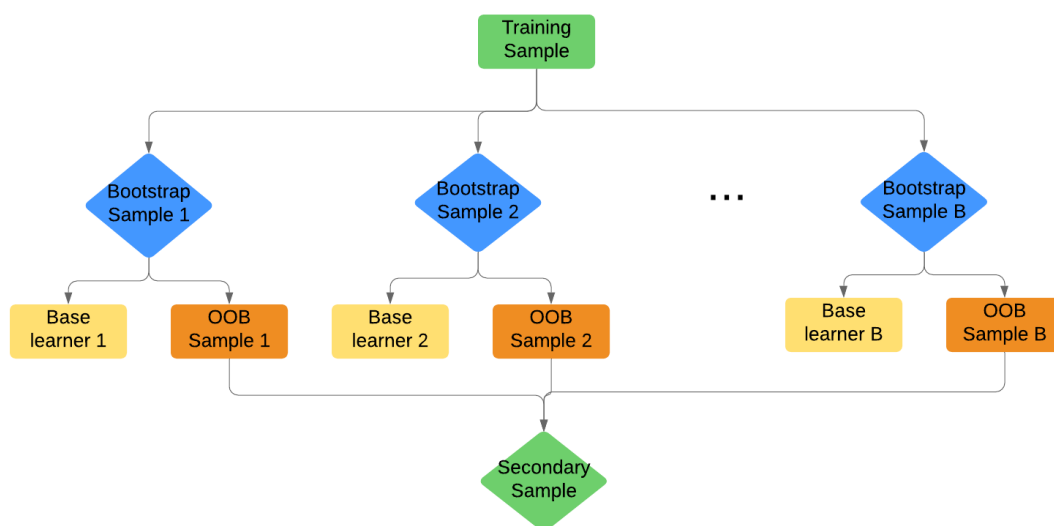 Training
Sample
Bootstrap
Sample 1
Bootstrap
Sample 2
...
Bootstrap
Sample B
Base
learner 1
OOB
Sample 1
Base
learner 2
OOB
Sample 2
Base
learner B
OOB
Sample B
Secondary
Sample